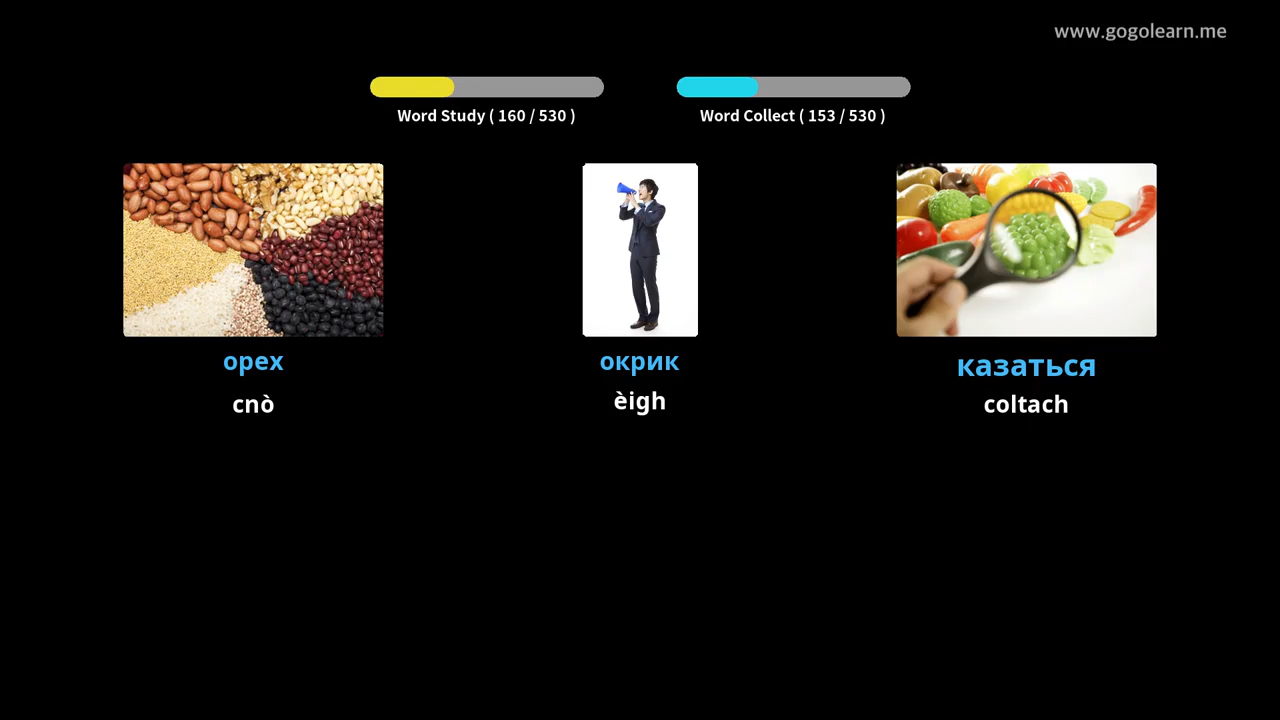 www.gogolearn.me
Word Study ( 160 / 530 )
Word Collect ( 153 / 530 )
орех
окрик
казаться
cnò
èigh
coltach